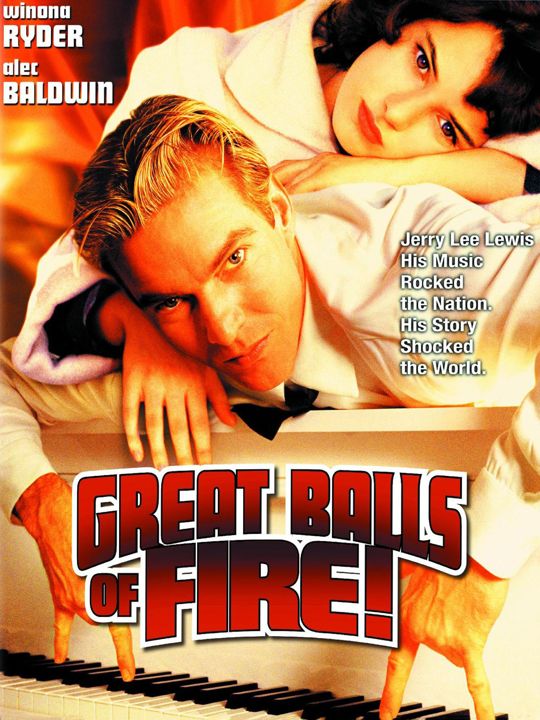 winona
RYDER
alec
BALDWIN
Jerry Lee Lewis
His Music
Rocked
the Nation.
His Story
Shocked
the World.
GREAT BALLS
OF FIRE!